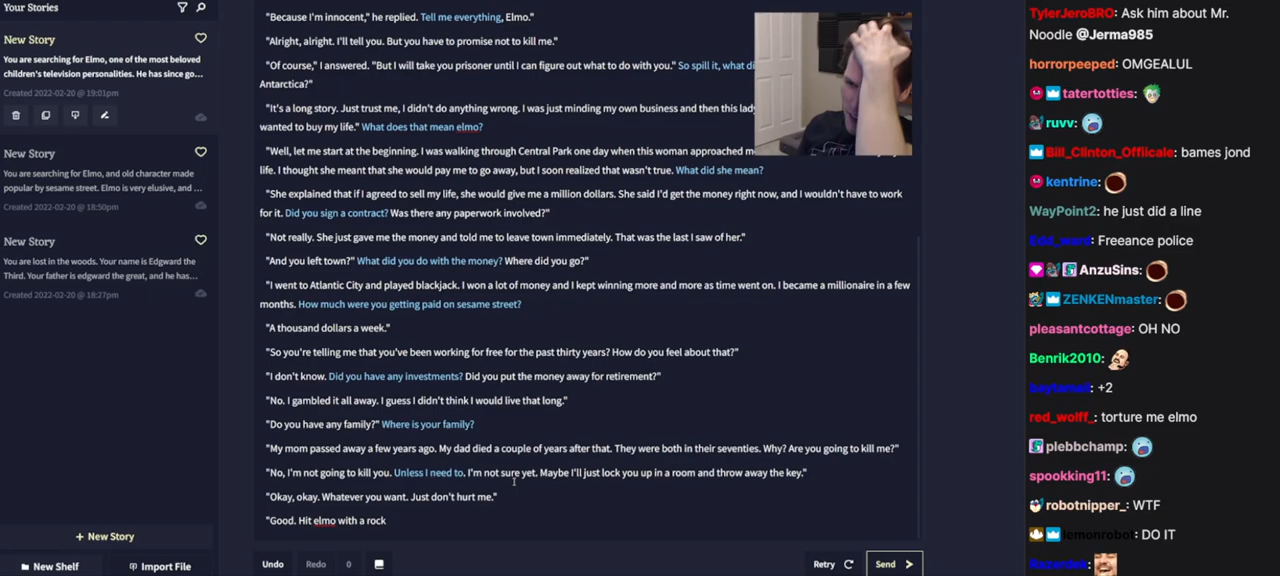 Your Stories
New Story
You are searching for Elmo, one of the most beloved
children's television personalities. He has since go...
Created 2022-02-20 @ 19:01pm
New Story
You are searching for Elmo, and old character made
popular by sesame street. Elmo is very elusive, and ...
Created 2022-02-20 @ 18:50pm
New Story
You are lost in the woods. Your name is Edgward the
Third. Your father is edgward the great, and he has...
Created 2022-02-20 @ 18:27pm
+ New Story
New Shelf
Import File
"Because I'm innocent," he replied. Tell me everything, Elmo."
"Alright, alright. I'll tell you. But you have to promise not to kill me."
"Of course," I answered. "But I will take you prisoner until I can figure out what to do with you." So spill it, what di
Antarctica?"
"It's a long story. Just trust me, I didn't do anything wrong. I was just minding my own business and then this lady
wanted to buy my life." What does that mean elmo?
"Well, let me start at the beginning. I was walking through Central Park one day when this woman approached m
life. I thought she meant that she would pay me to go away, but I soon realized that wasn't true. What did she mean?
"She explained that if I agreed to sell my life, she would give me a million dollars. She said I'd get the money right now, and I wouldn't have to work
for it. Did you sign a contract? Was there any paperwork involved?"
"Not really. She just gave me the money and told me to leave town immediately. That was the last I saw of her."
"And you left town?" What did you do with the money? Where did you go?"
"I went to Atlantic City and played blackjack. I won a lot of money and I kept winning more and more as time went on. I became a millionaire in a few
months. How much were you getting paid on sesame street?
"A thousand dollars a week."
"So you're telling me that you've been working for free for the past thirty years? How do you feel about that?"
"I don't know. Did you have any investments? Did you put the money away for retirement?"
"No. I gambled it all away. I guess I didn't think I would live that long."
"Do you have any family?" Where is your family?
"My mom passed away a few years ago. My dad died a couple of years after that. They were both in their seventies. Why? Are you going to kill me?"
"No, I'm not going to kill you. Unless I need to. I'm not sure yet. Maybe I'll just lock you up in a room and throw away the key."
"Okay, okay. Whatever you want. Just don't hurt me."
"Good. Hit elmo with a rock
Undo
Redo
0
Retry
Send
TylerJeroBRO: Ask him about Mr.
Noodle @Jerma985
horrorpeeped: OMGEALUL
tatertotties:
ruvv:
Bill_Clinton_Officale: bames jond
kentrine:
WayPoint2: he just did a line
Edd_ward: Freeance police
AnzuSins:
ZENKENmaster:
pleasantcottage: OH NO
Benrik2010:
baytamed: +2
red_wolff_: torture me elmo
plebbchamp:
spookking11:
robotnipper_: WTF
lemonrobot: DO IT